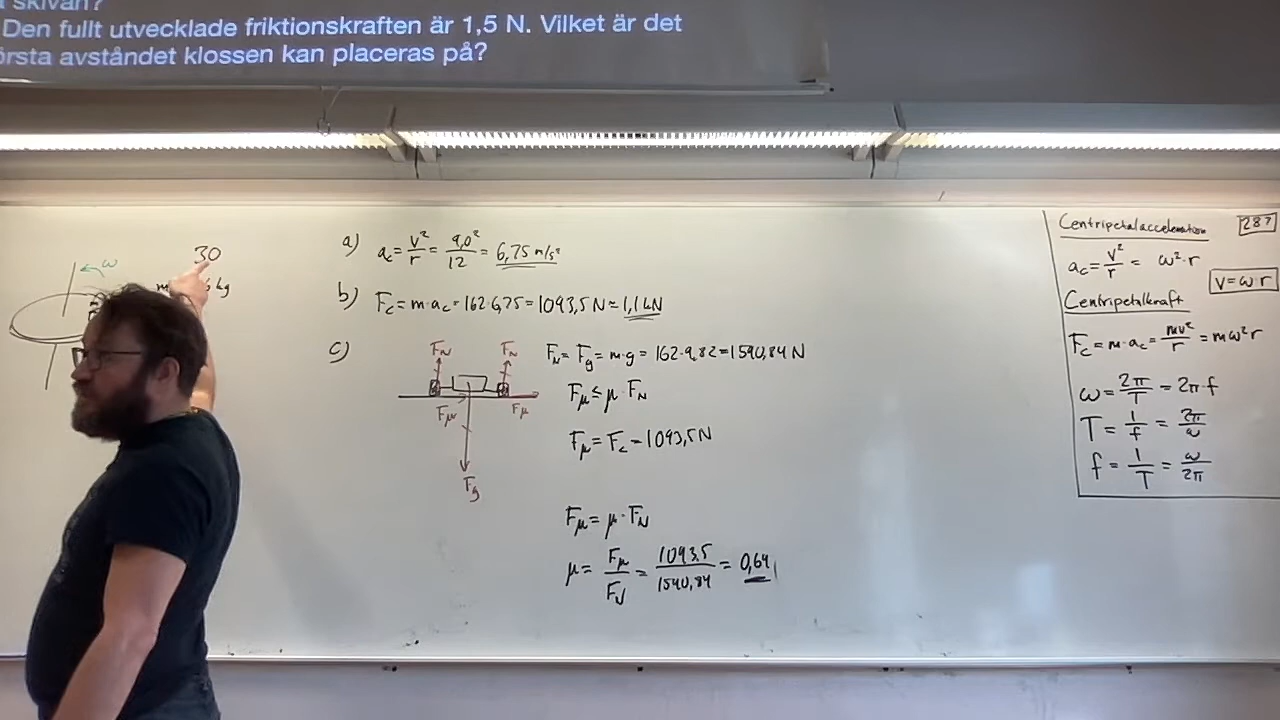 skivan?
Den fullt utvecklade friktionskraften är 1,5 N. Vilket är det
örsta avståndet klossen kan placeras på?
30
ω
kg
a) a_c = v²/r = 9,0²/12 = 6,75 m/s²
b) F_c = m·a_c = 162·6,75 = 1093,5 N ≈ 1,1 kN
c)
F_N F_N
F_μ F_μ
F_g
F_N = F_g = m·g = 162·9,82 = 1590,84 N
F_μ ≤ μ·F_N
F_μ = F_c = 1093,5 N
F_μ = μ·F_N
μ = F_μ/F_N = 1093,5/1590,84 = 0,69
Centripetalacceleration 287
a_c = v²/r = ω²·r
v = ω·r
Centripetalkraft
F_c = m·a_c = mv²/r = mω²r
ω = 2π/T = 2π·f
T = 1/f = 2π/ω
f = 1/T = ω/2π